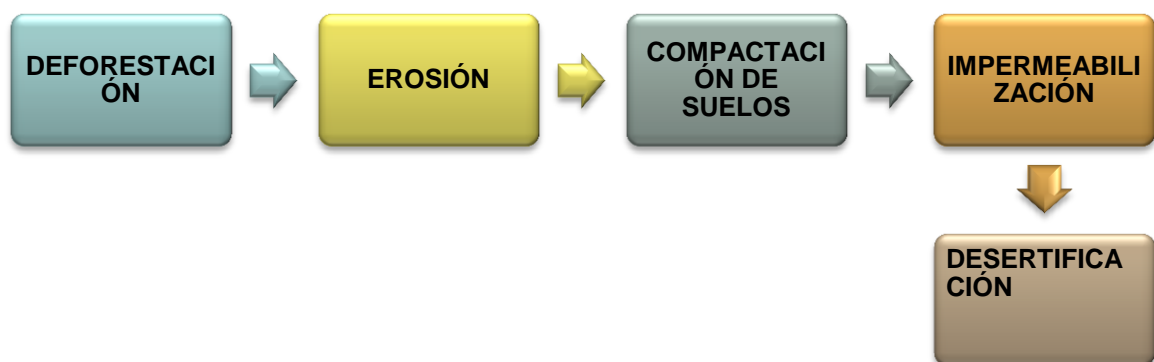 DEFORESTACI
ÓN
EROSIÓN
COMPACTACI
ÓN DE
SUELOS
IMPERMEABILI
ZACIÓN
DESERTIFICA
CIÓN